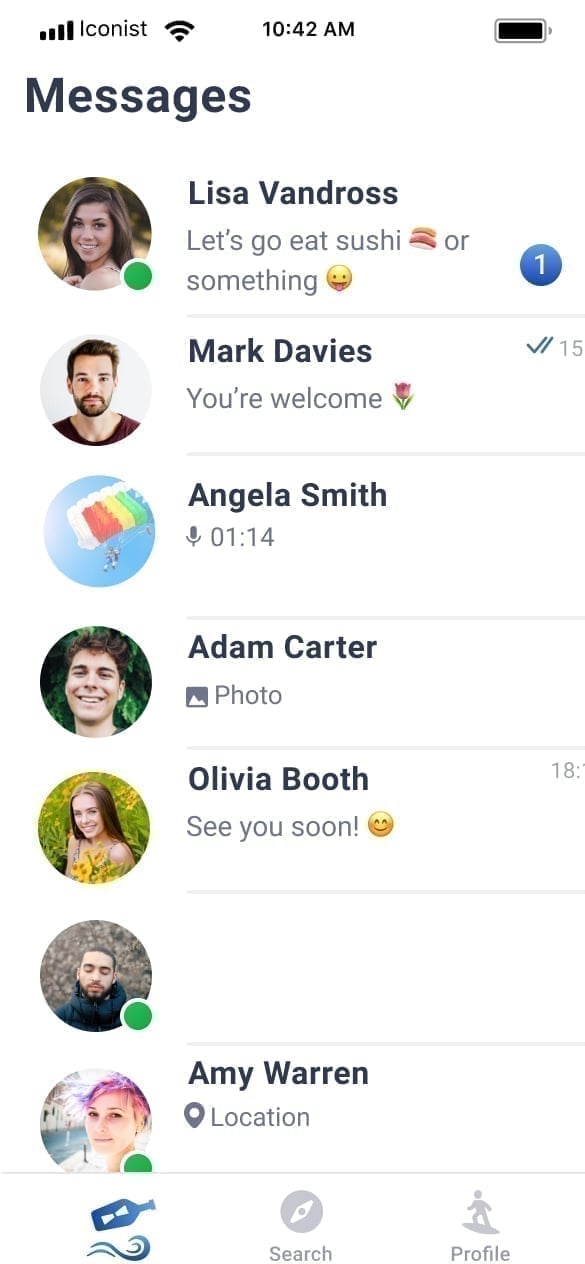 Iconist 10:42 AM
Messages
Lisa Vandross
Let’s go eat sushi 🍣 or
something 😛
1
Mark Davies
15
You’re welcome 🌷
Angela Smith
01:14
Adam Carter
Photo
18:
Olivia Booth
See you soon! 😊
Amy Warren
Location
Search
Profile